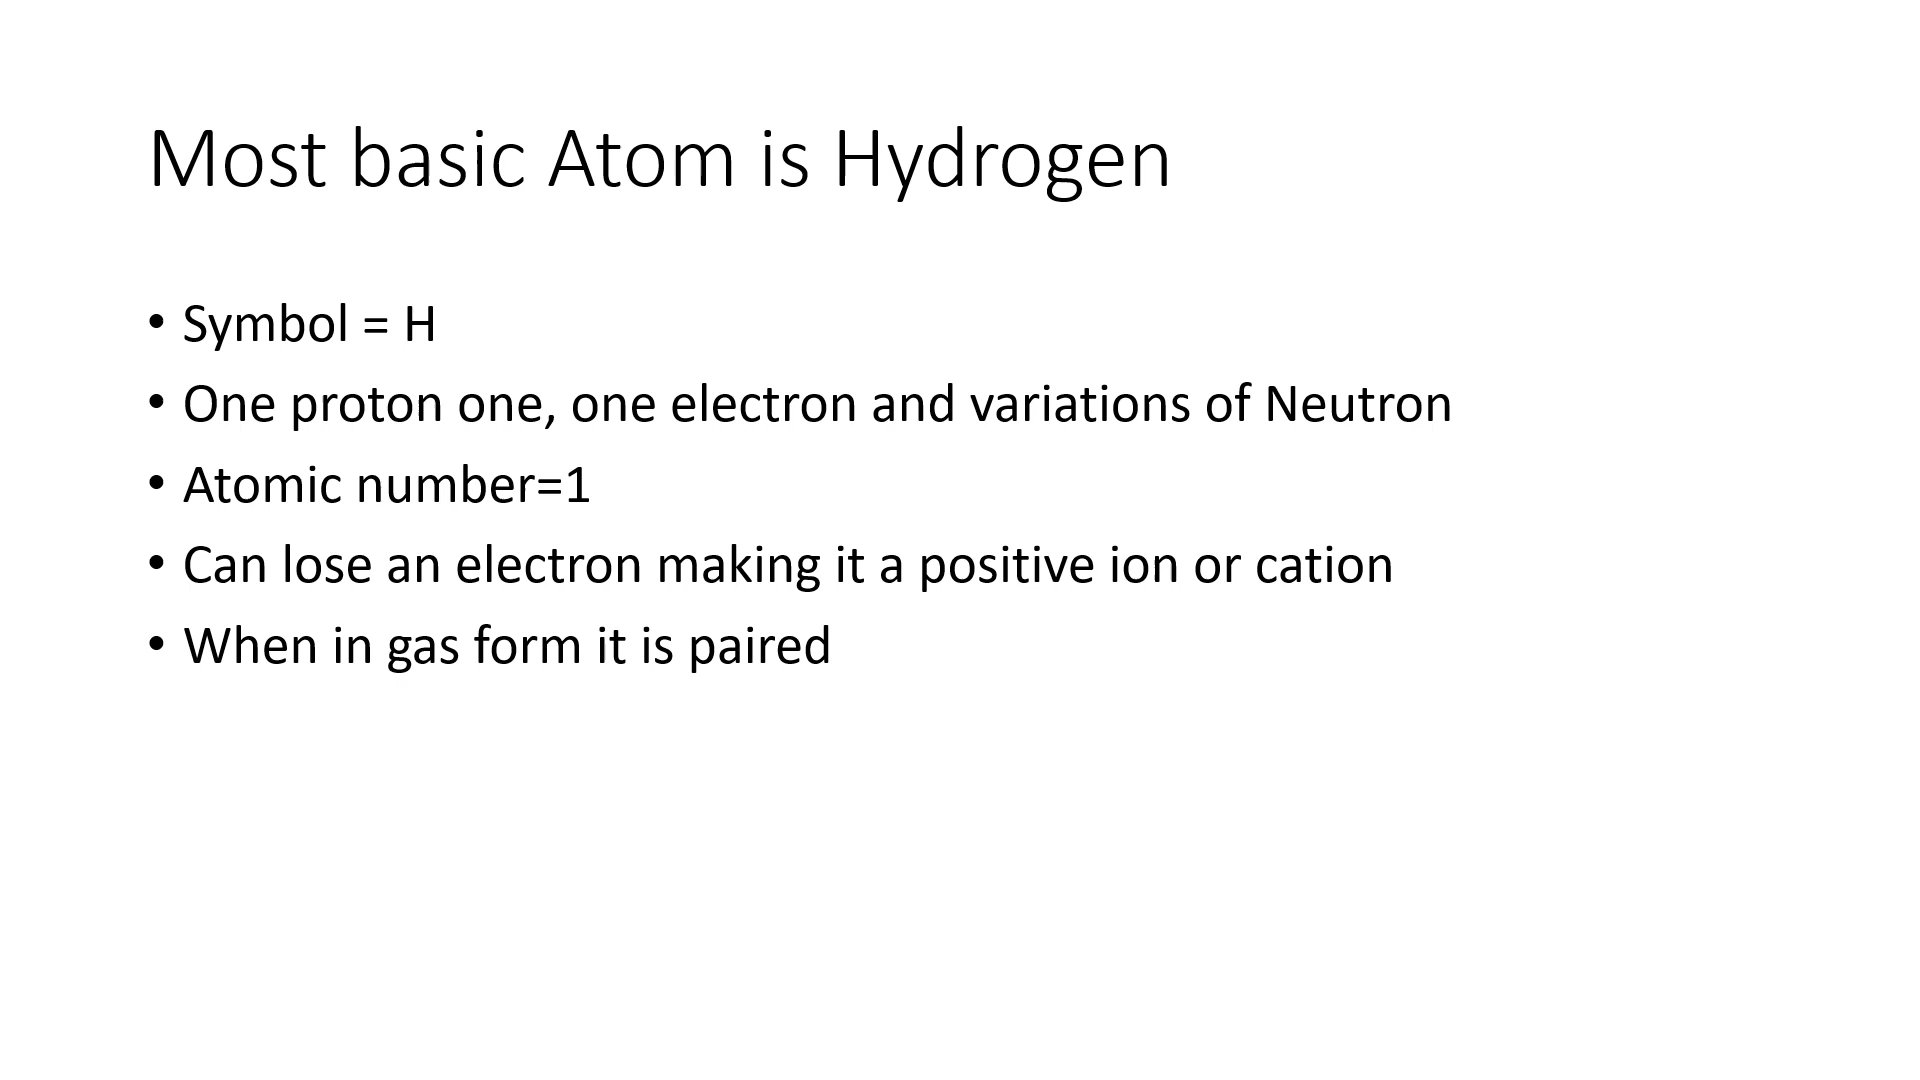 Most basic Atom is Hydrogen
• Symbol = H
• One proton one, one electron and variations of Neutron
• Atomic number=1
• Can lose an electron making it a positive ion or cation
• When in gas form it is paired